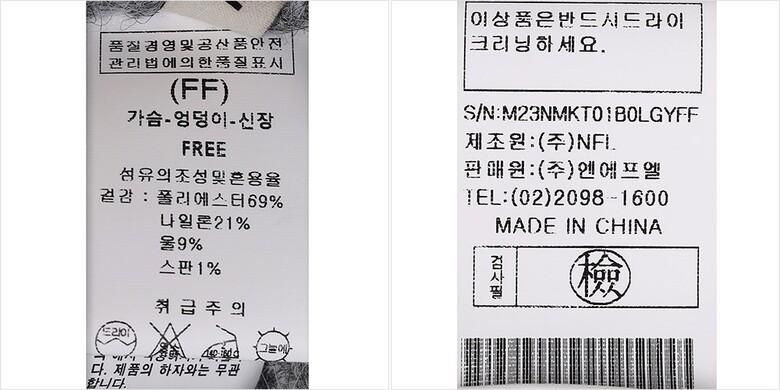 품질경영및공산품안전
관리법에의한품질표시
(FF)
가슴-엉덩이-신장
FREE
섬유의조성및혼용율
겉감 : 폴리에스터69%
나일론21%
울9%
스판1%
취급주의
드라이
그늘에
다. 제품의 하자와는 무관
합니다.
이상품은반드시드라이
크리닝하세요.
S/N:M23NMKT01B0LGYFF
제조원:(주)NFL
판매원:(주)엔에프엘
TEL:(02)2098-1600
MADE IN CHINA
검사필
檢